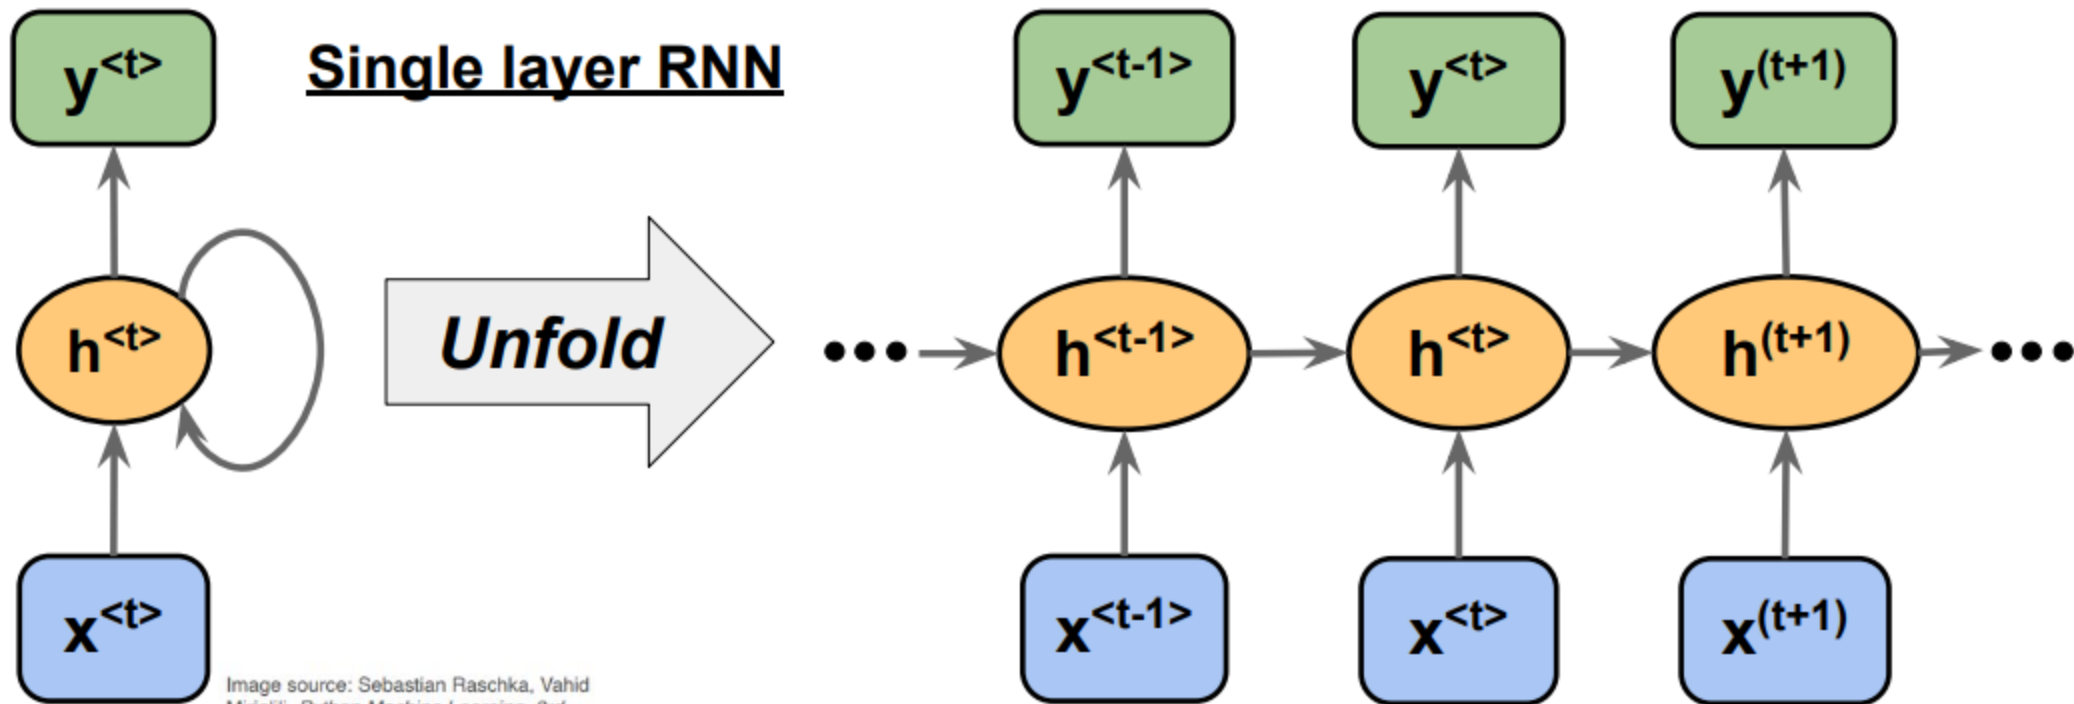 Single layer RNN
y<t>
y<t-1>
y<t>
y(t+1)
h<t>
Unfold
h<t-1>
h<t>
h(t+1)
x<t>
x<t-1>
x<t>
x(t+1)
Image source: Sebastian Raschka, Vahid